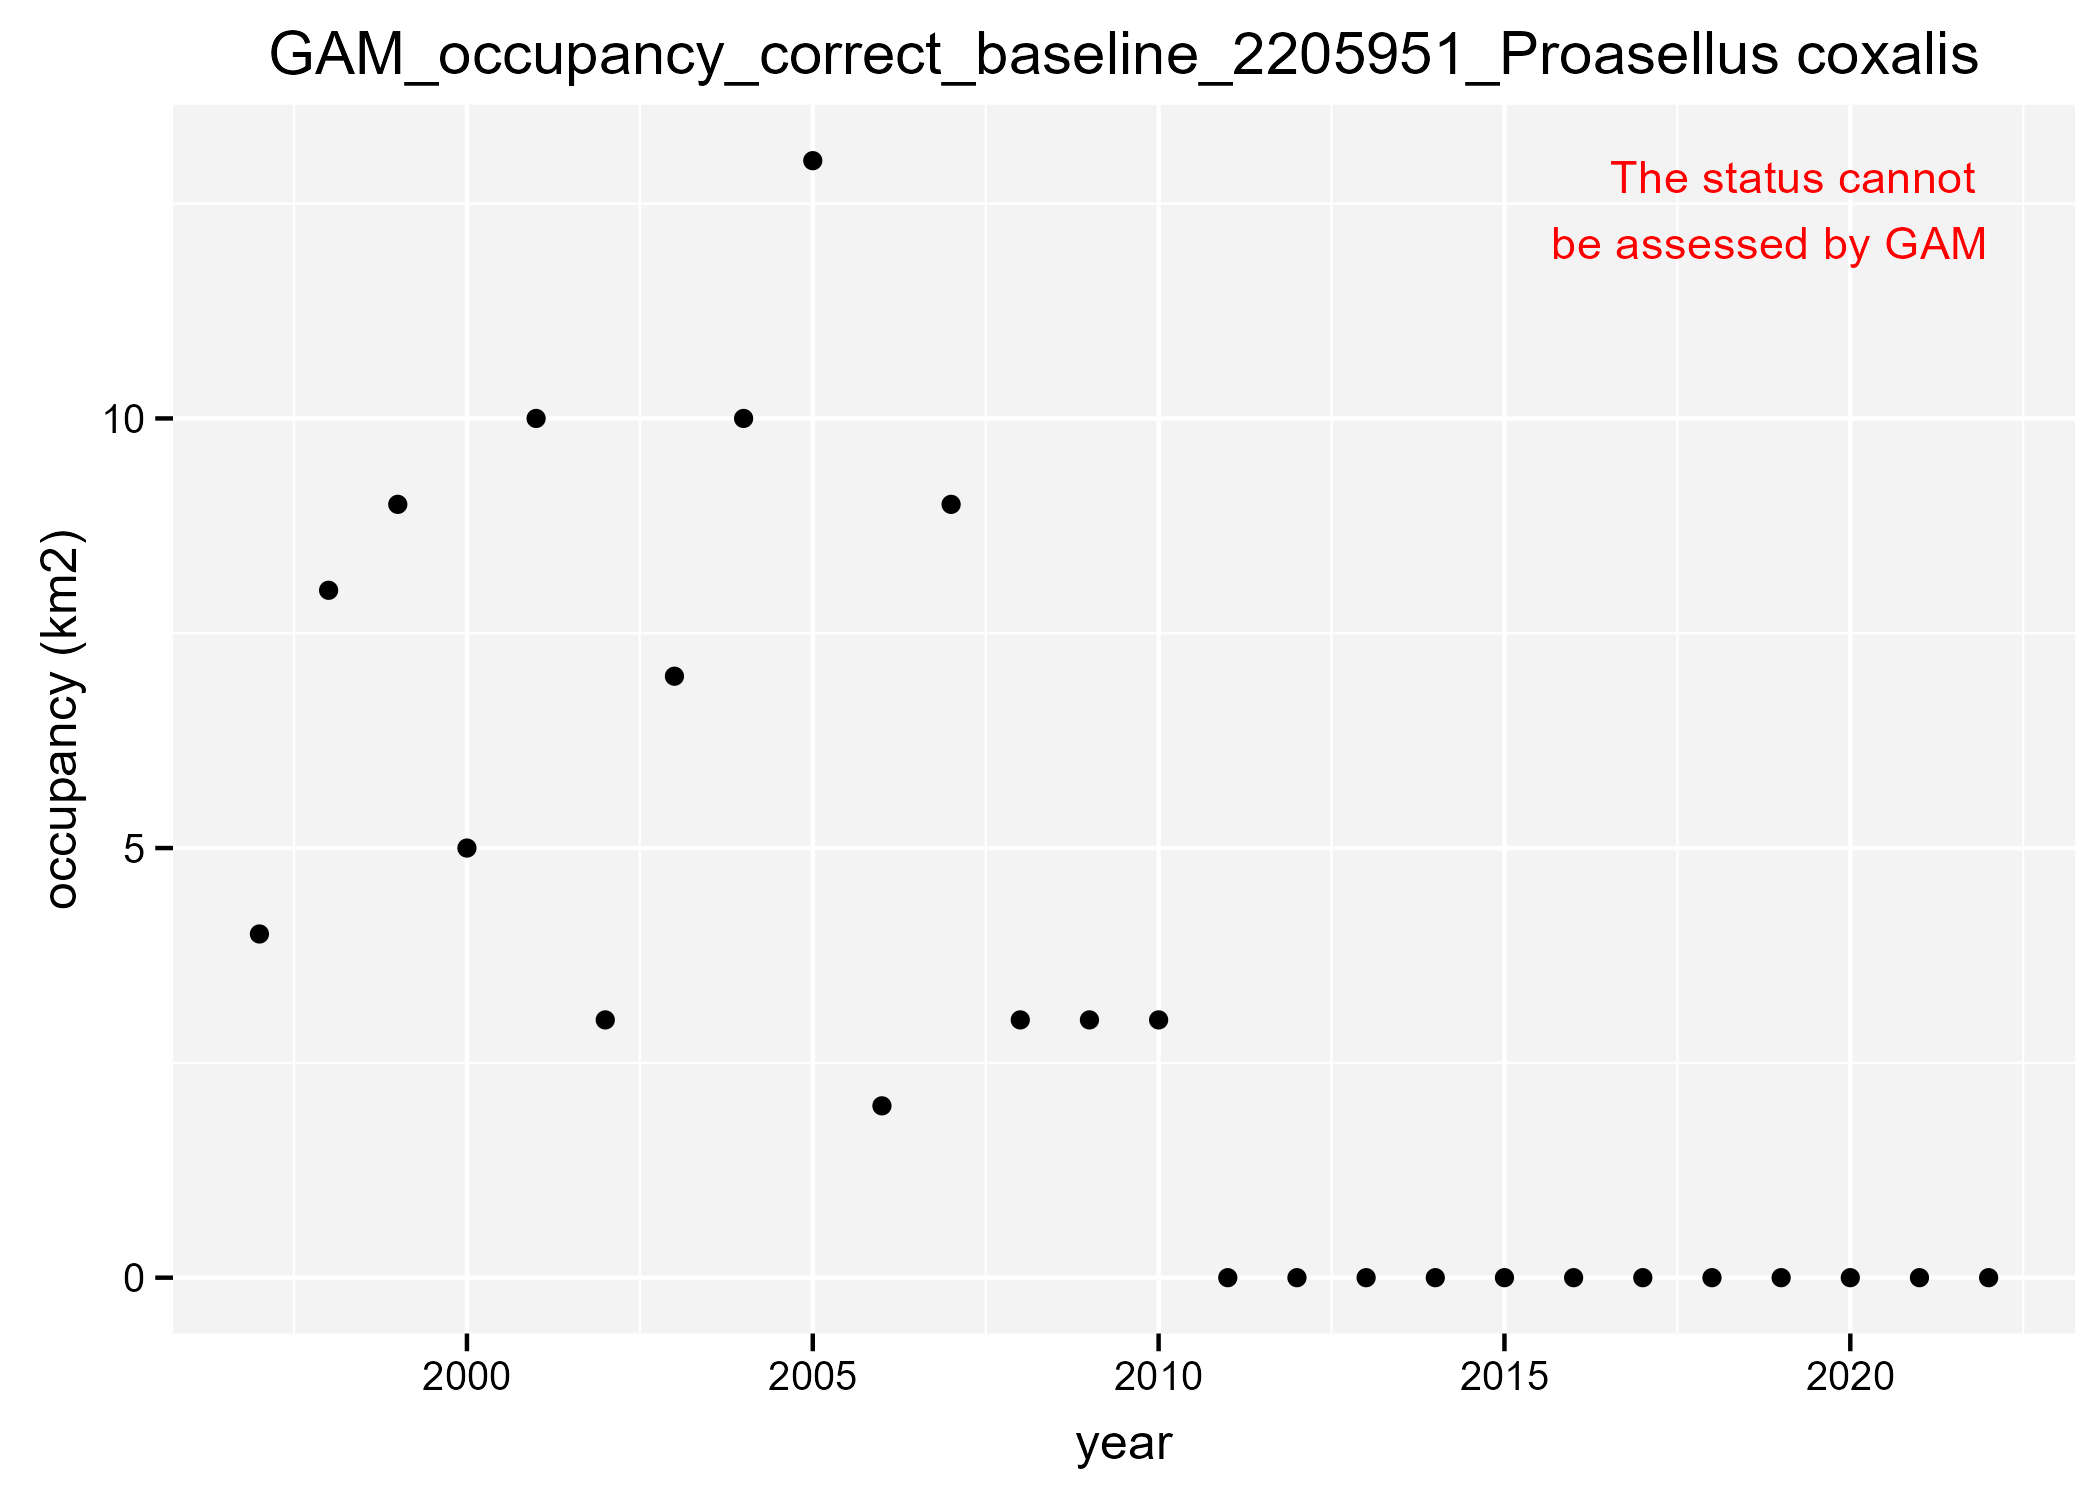 GAM_occupancy_correct_baseline_2205951_Proasellus coxalis
The status cannot
be assessed by GAM
10
5
0
occupancy (km2)
2000 2005 2010 2015 2020
year